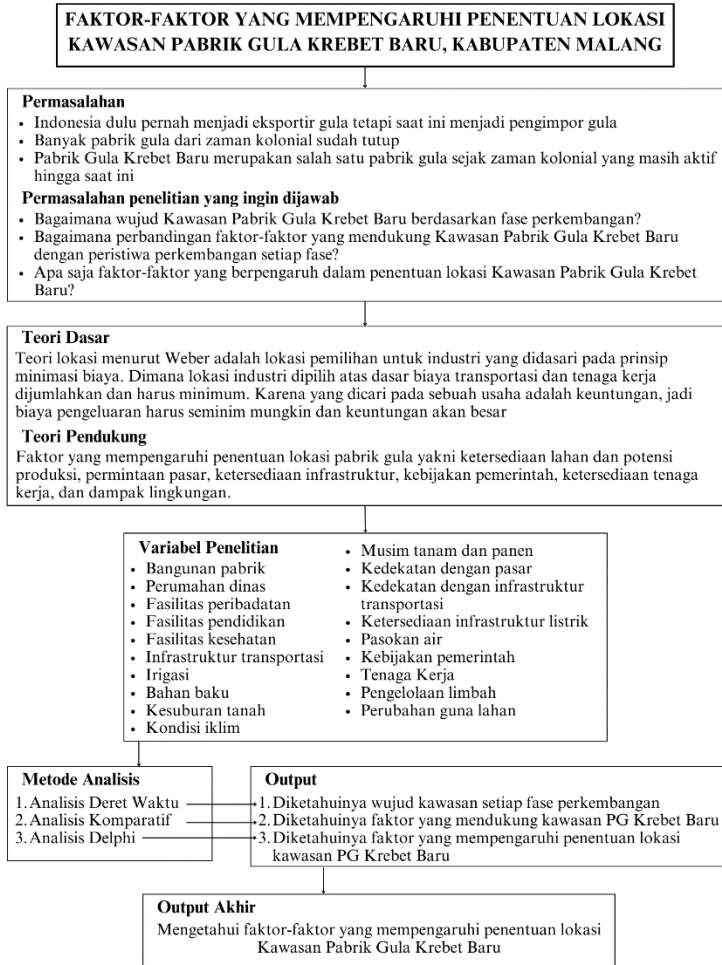 FAKTOR-FAKTOR YANG MEMPENGARUHI PENENTUAN LOKASI
KAWASAN PABRIK GULA KREBET BARU, KABUPATEN MALANG
Permasalahan
• Indonesia dulu pernah menjadi eksportir gula tetapi saat ini menjadi pengimpor gula
• Banyak pabrik gula dari zaman kolonial sudah tutup
• Pabrik Gula Krebet Baru merupakan salah satu pabrik gula sejak zaman kolonial yang masih aktif
hingga saat ini
Permasalahan penelitian yang ingin dijawab
• Bagaimana wujud Kawasan Pabrik Gula Krebet Baru berdasarkan fase perkembangan?
• Bagaimana perbandingan faktor-faktor yang mendukung Kawasan Pabrik Gula Krebet Baru
dengan peristiwa perkembangan setiap fase?
• Apa saja faktor-faktor yang berpengaruh dalam penentuan lokasi Kawasan Pabrik Gula Krebet
Baru?
Teori Dasar
Teori lokasi menurut Weber adalah lokasi pemilihan untuk industri yang didasari pada prinsip
minimasi biaya. Dimana lokasi industri dipilih atas dasar biaya transportasi dan tenaga kerja
dijumlahkan dan harus minimum. Karena yang dicari pada sebuah usaha adalah keuntungan, jadi
biaya pengeluaran harus seminim mungkin dan keuntungan akan besar
Teori Pendukung
Faktor yang mempengaruhi penentuan lokasi pabrik gula yakni ketersediaan lahan dan potensi
produksi, permintaan pasar, ketersediaan infrastruktur, kebijakan pemerintah, ketersediaan tenaga
kerja, dan dampak lingkungan.
Variabel Penelitian
• Bangunan pabrik
• Perumahan dinas
• Fasilitas peribadatan
• Fasilitas pendidikan
• Fasilitas kesehatan
• Infrastruktur transportasi
• Irigasi
• Bahan baku
• Kesuburan tanah
• Kondisi iklim
• Musim tanam dan panen
• Kedekatan dengan pasar
• Kedekatan dengan infrastruktur
transportasi
• Ketersediaan infrastruktur listrik
• Pasokan air
• Kebijakan pemerintah
• Tenaga Kerja
• Pengelolaan limbah
• Perubahan guna lahan
Metode Analisis
1. Analisis Deret Waktu
2. Analisis Komparatif
3. Analisis Delphi
Output
1. Diketahuinya wujud kawasan setiap fase perkembangan
2. Diketahuinya faktor yang mendukung kawasan PG Krebet Baru
3. Diketahuinya faktor yang mempengaruhi penentuan lokasi
kawasan PG Krebet Baru
Output Akhir
Mengetahui faktor-faktor yang mempengaruhi penentuan lokasi
Kawasan Pabrik Gula Krebet Baru